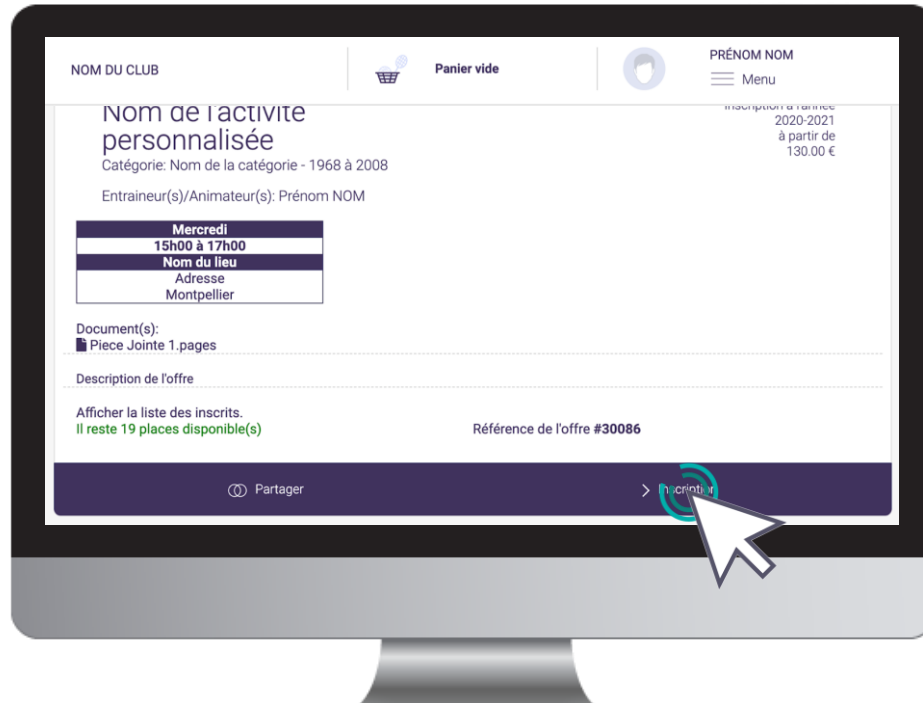 NOM DU CLUB
Panier vide
PRÉNOM NOM
Menu
Nom de l'activité
personnalisée
Catégorie: Nom de la catégorie - 1968 à 2008
Entraineur(s)/Animateur(s): Prénom NOM
Inscription à l'année
2020-2021
à partir de
130.00 €
Mercredi
15h00 à 17h00
Nom du lieu
Adresse
Montpellier
Document(s):
Piece Jointe 1.pages
Description de l'offre
Afficher la liste des inscrits.
Il reste 19 places disponible(s)
Référence de l'offre #30086
Partager
Inscription